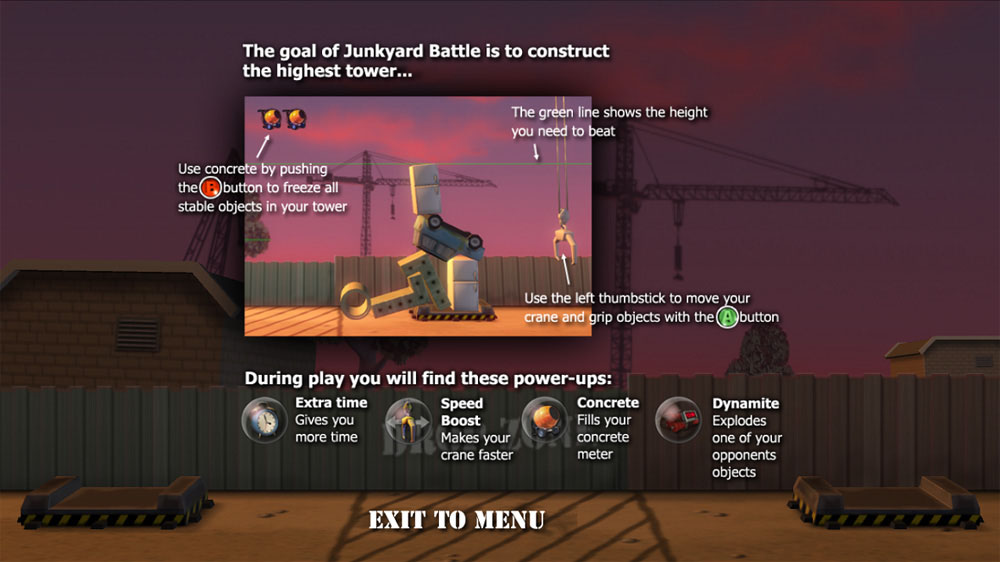 The goal of Junkyard Battle is to construct
the highest tower...
The green line shows the height
you need to beat
Use concrete by pushing
the B button to freeze all
stable objects in your tower
Use the left thumbstick to move your
crane and grip objects with the A button
During play you will find these power-ups:
Extra time
Gives you
more time
Speed
Boost
Makes your
crane faster
Concrete
Fills your
concrete
meter
Dynamite
Explodes
one of your
opponents
objects
DROP ZONE
EXIT TO MENU